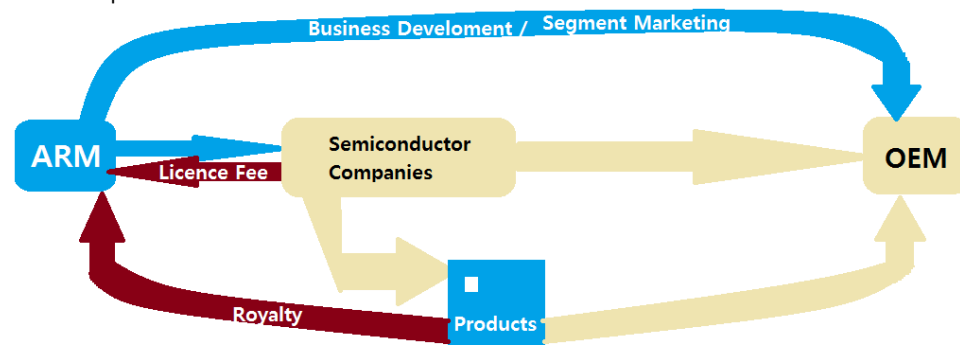 Business Develoment / Segment Marketing
ARM
Semiconductor
Companies
OEM
Licence Fee
Royalty
Products